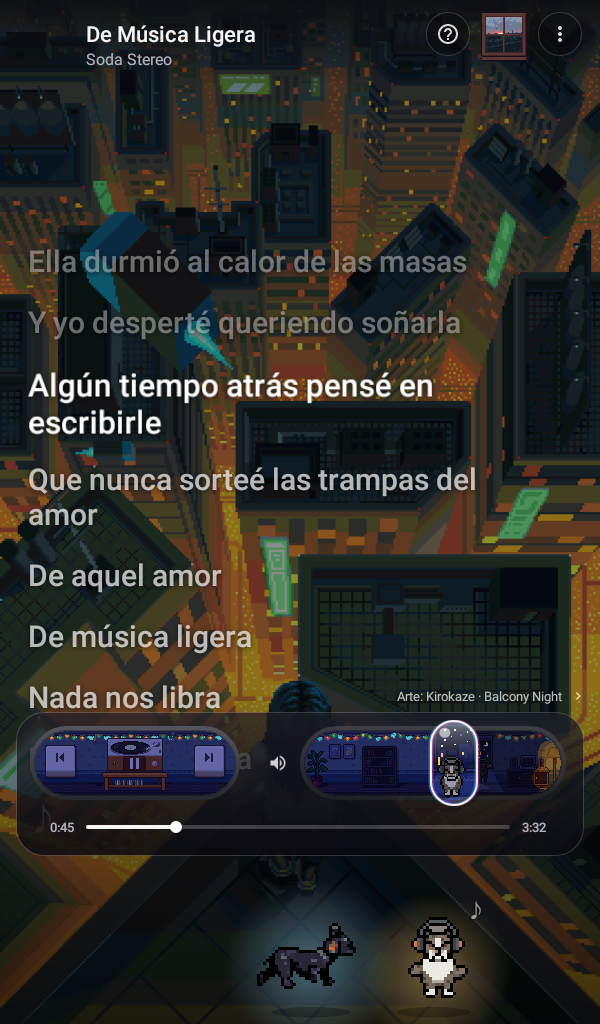 De Música Ligera
Soda Stereo
Ella durmió al calor de las masas
Y yo desperté queriendo soñarla
Algún tiempo atrás pensé en
escribirle
Que nunca sorteé las trampas del
amor
De aquel amor
De música ligera
Nada nos libra
Arte: Kirokaze · Balcony Night
0:45
3:32